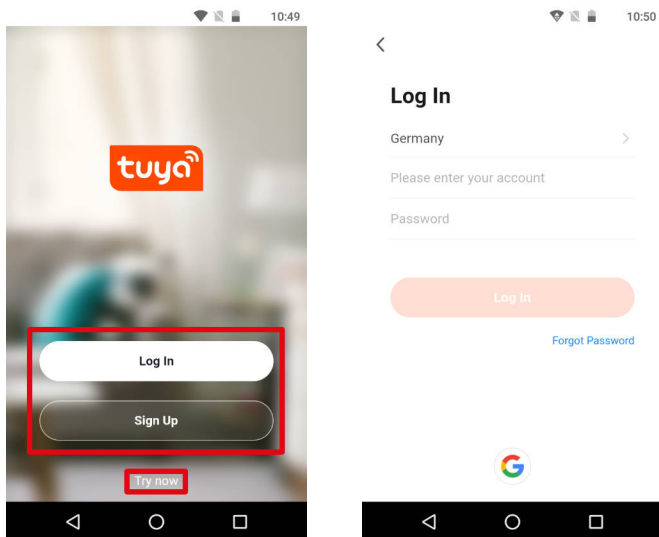 10:49
tuya
Log In
Sign Up
Try now
10:50
Log In
Germany
Please enter your account
Password
Log In
Forgot Password
G